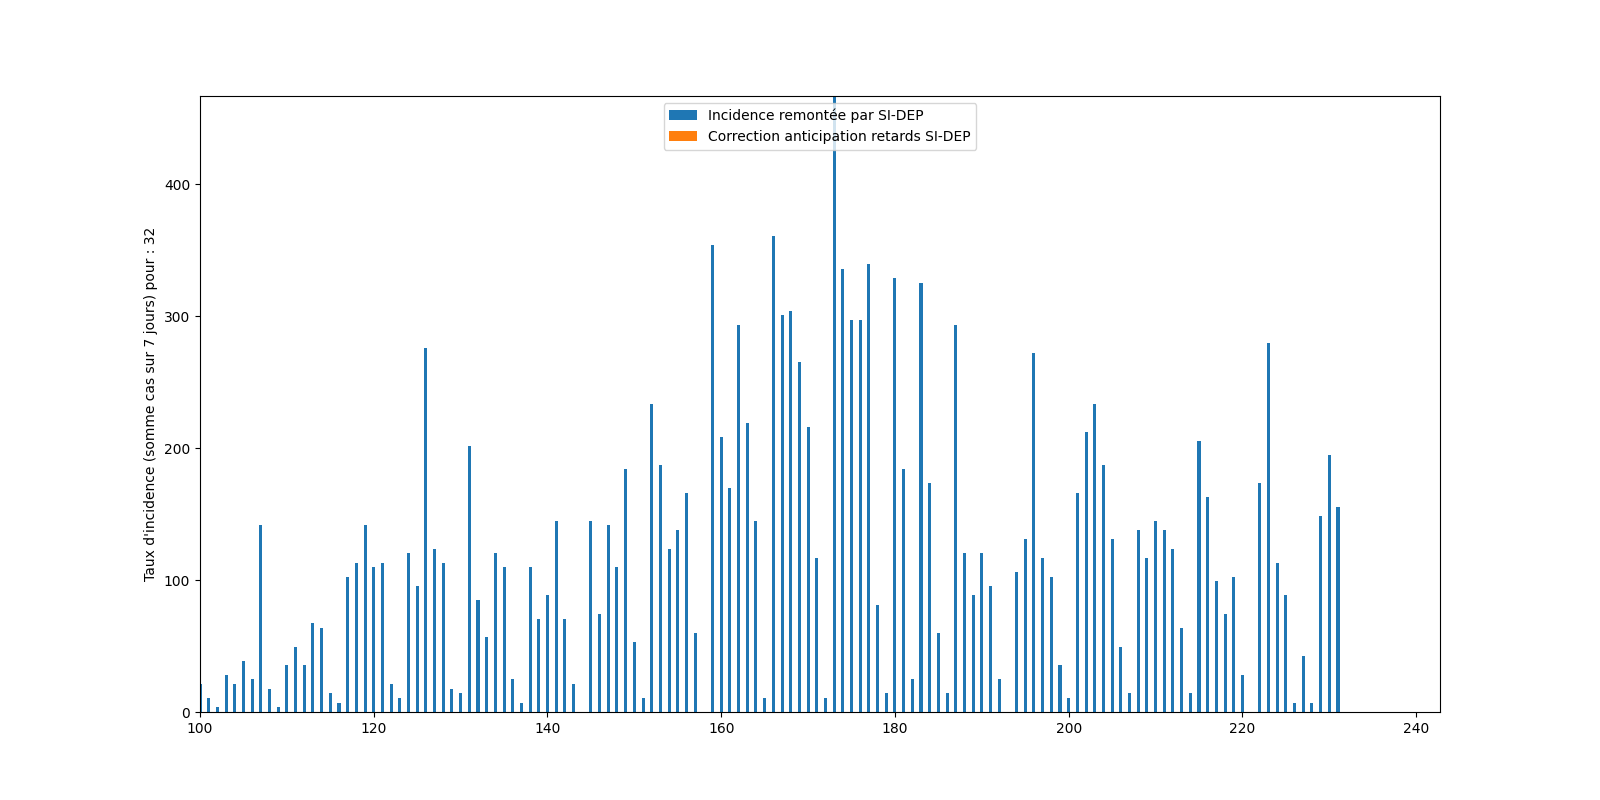 Incidence remontée par SI-DEP
Correction anticipation retards SI-DEP
Taux d'incidence (somme cas sur 7 jours) pour : 32
400
300
200
100
0
100 120 140 160 180 200 220 240